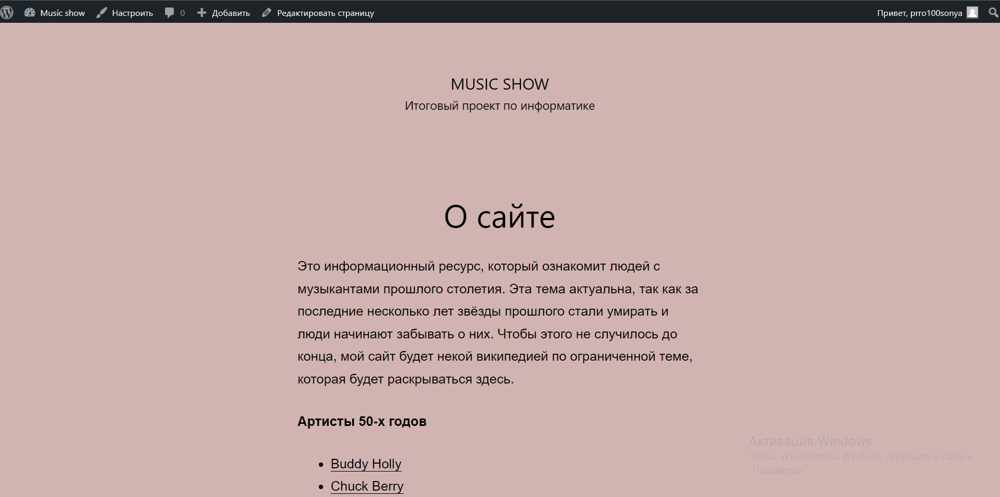 Music show Настроить 0 Добавить Редактировать страницу Привет, prro100sonya
MUSIC SHOW
Итоговый проект по информатике
О сайте
Это информационный ресурс, который ознакомит людей с
музыкантами прошлого столетия. Эта тема актуальна, так как за
последние несколько лет звёзды прошлого стали умирать и
люди начинают забывать о них. Чтобы этого не случилось до
конца, мой сайт будет некой википедией по ограниченной теме,
которая будет раскрываться здесь.
Артисты 50-х годов
Buddy Holly
Chuck Berry
Активация Windows
Чтобы активировать Windows, перейдите в раздел
"Параметры".